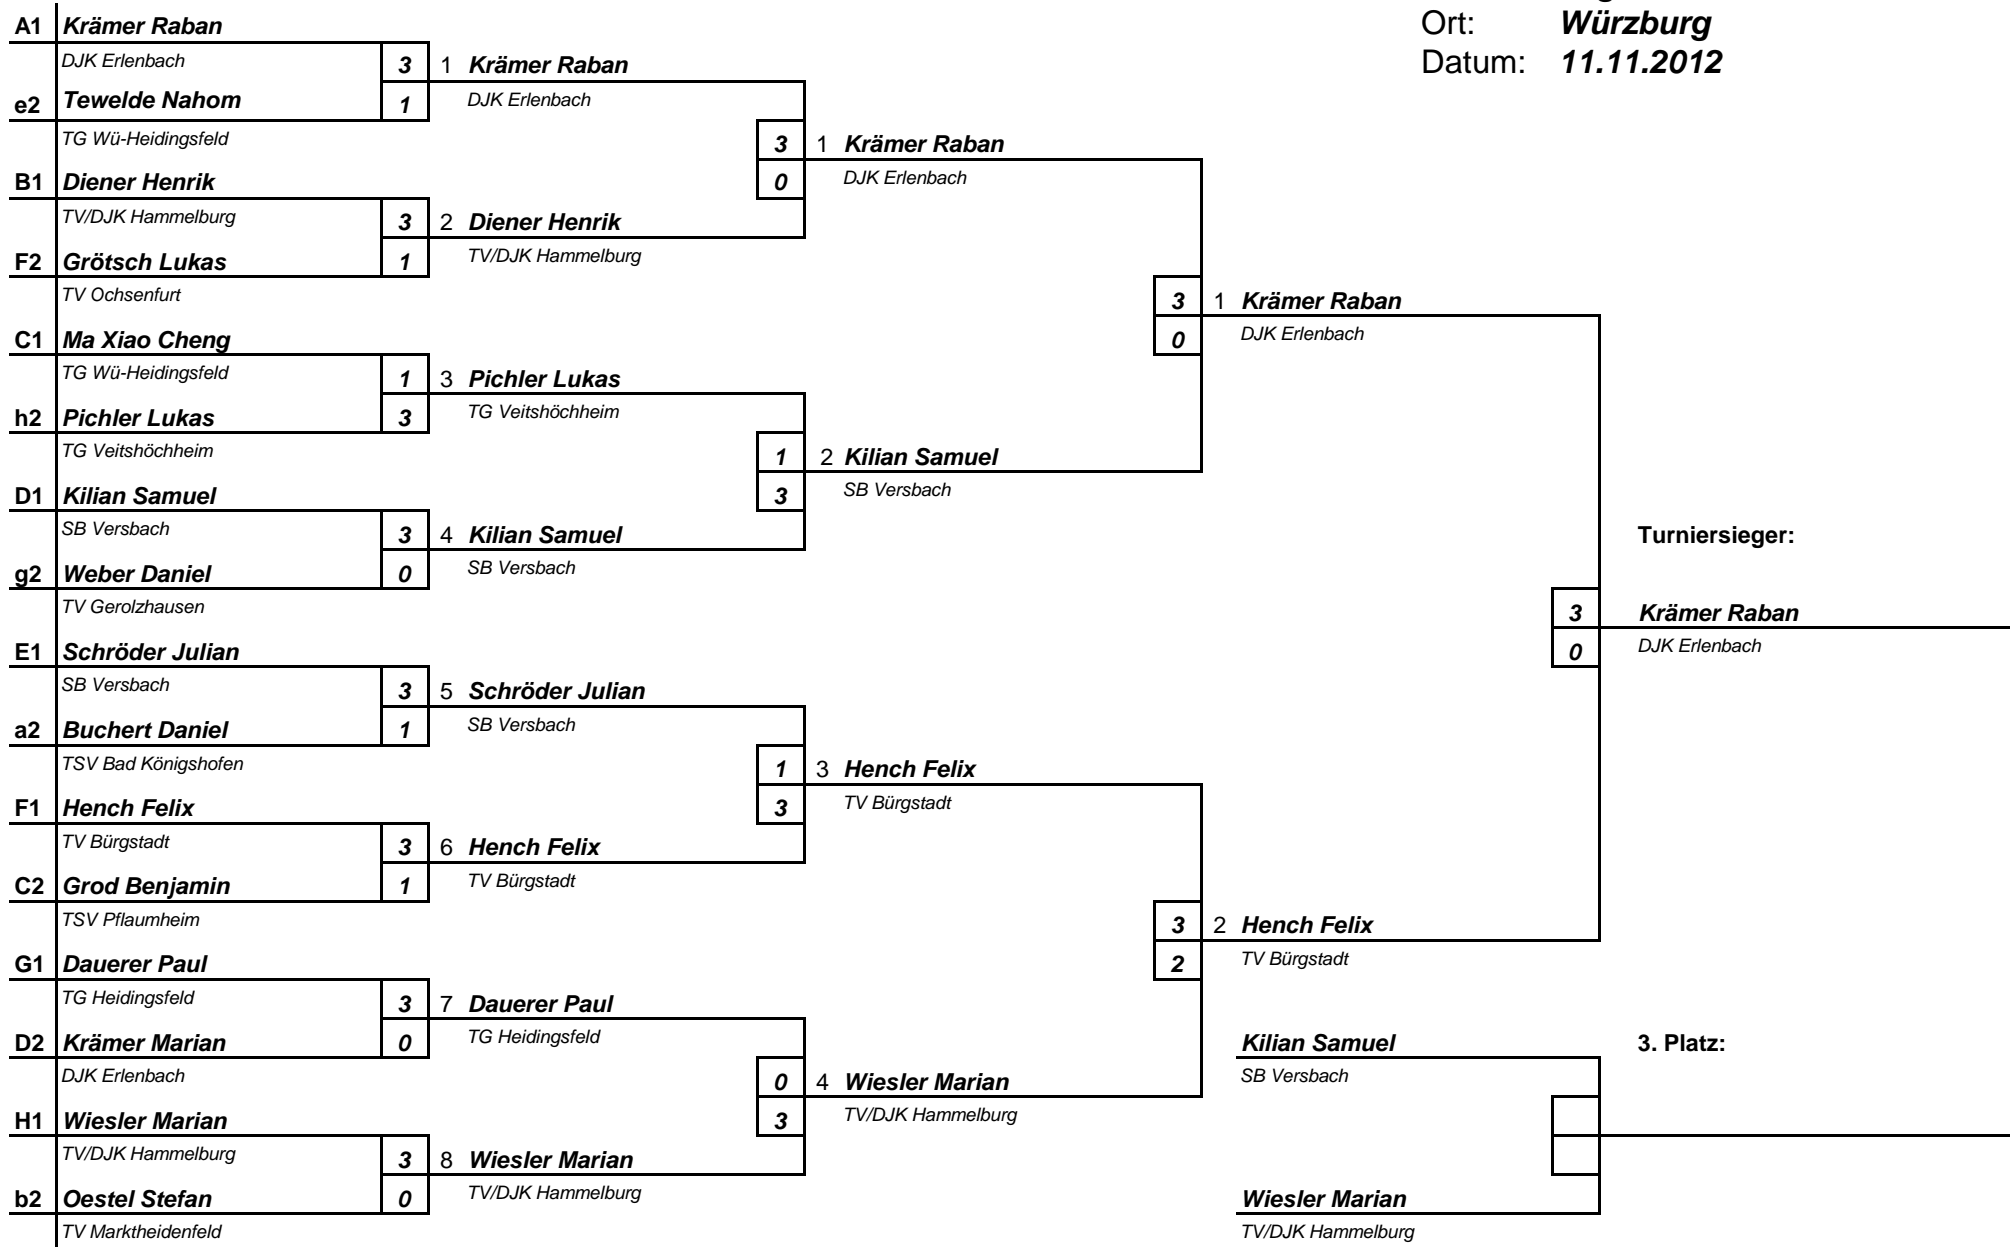 Ort: Würzburg
Datum: 11.11.2012
A1 Krämer Raban
DJK Erlenbach 3 1 Krämer Raban
e2 Tewelde Nahom 1 DJK Erlenbach
TG Wü-Heidingsfeld 3 1 Krämer Raban
B1 Diener Henrik 0 DJK Erlenbach
TV/DJK Hammelburg 3 2 Diener Henrik
F2 Grötsch Lukas 1 TV/DJK Hammelburg
TV Ochsenfurt 3 1 Krämer Raban
C1 Ma Xiao Cheng 0 DJK Erlenbach
TG Wü-Heidingsfeld 1 3 Pichler Lukas
h2 Pichler Lukas 3 TG Veitshöchheim
TG Veitshöchheim 1 2 Kilian Samuel
D1 Kilian Samuel 3 SB Versbach
SB Versbach 3 4 Kilian Samuel Turniersieger:
g2 Weber Daniel 0 SB Versbach
TV Gerolzhausen 3 Krämer Raban
E1 Schröder Julian 0 DJK Erlenbach
SB Versbach 3 5 Schröder Julian
a2 Buchert Daniel 1 SB Versbach
TSV Bad Königshofen 1 3 Hench Felix
F1 Hench Felix 3 TV Bürgstadt
TV Bürgstadt 3 6 Hench Felix
C2 Grod Benjamin 1 TV Bürgstadt
TSV Pflaumheim 3 2 Hench Felix
G1 Dauerer Paul 2 TV Bürgstadt
TG Heidingsfeld 3 7 Dauerer Paul
D2 Krämer Marian 0 TG Heidingsfeld Kilian Samuel 3. Platz:
DJK Erlenbach 0 4 Wiesler Marian SB Versbach
H1 Wiesler Marian 3 TV/DJK Hammelburg
TV/DJK Hammelburg 3 8 Wiesler Marian
b2 Oestel Stefan 0 TV/DJK Hammelburg Wiesler Marian
TV Marktheidenfeld TV/DJK Hammelburg